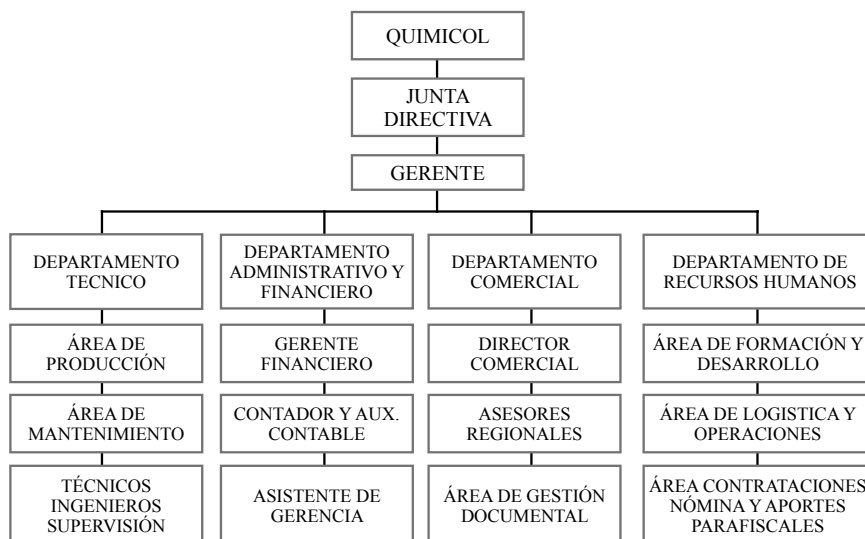 QUIMICOL
JUNTA
DIRECTIVA
GERENTE
DEPARTAMENTO
TECNICO
DEPARTAMENTO
ADMINISTRATIVO Y
FINANCIERO
DEPARTAMENTO
COMERCIAL
DEPARTAMENTO DE
RECURSOS HUMANOS
ÁREA DE
PRODUCCIÓN
GERENTE
FINANCIERO
DIRECTOR
COMERCIAL
ÁREA DE FORMACIÓN Y
DESARROLLO
ÁREA DE
MANTENIMIENTO
CONTADOR Y AUX.
CONTABLE
ASESORES
REGIONALES
ÁREA DE LOGISTICA Y
OPERACIONES
TÉCNICOS
INGENIEROS
SUPERVISIÓN
ASISTENTE DE
GERENCIA
ÁREA DE GESTIÓN
DOCUMENTAL
ÁREA CONTRATACIONES
NÓMINA Y APORTES
PARAFISCALES